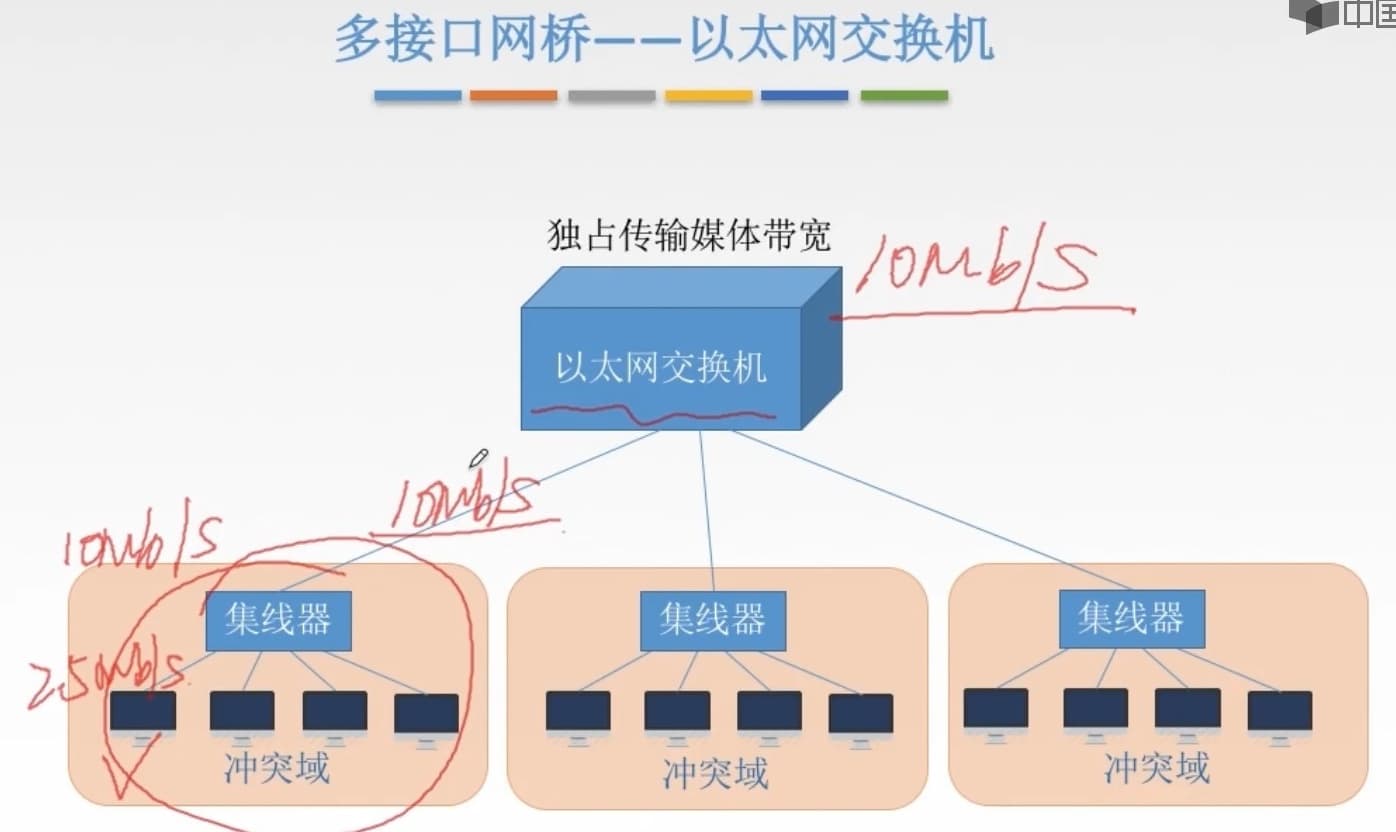 中国
多接口网桥——以太网交换机
独占传输媒体带宽
10Mb/s
以太网交换机
10Mb/s
10Mb/s
集线器
集线器
集线器
2.5Mb/s
冲突域
冲突域
冲突域